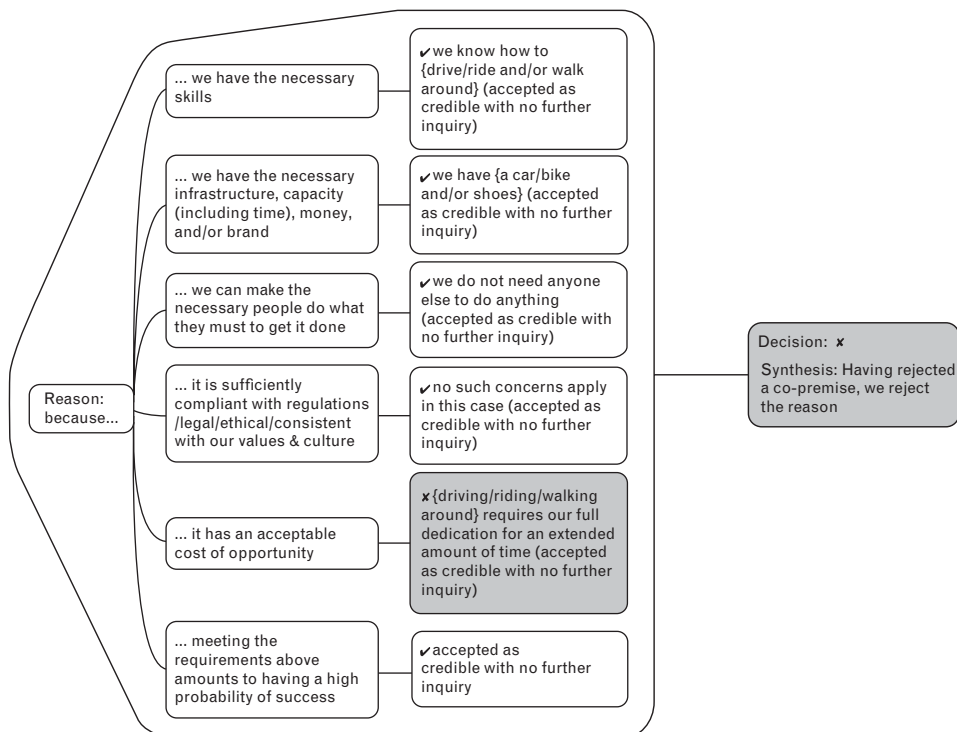 Reason:
because...
... we have the necessary
skills
✔we know how to
{drive/ride and/or walk
around} (accepted as
credible with no further
inquiry)
... we have the necessary
infrastructure, capacity
(including time), money,
and/or brand
✔we have {a car/bike
and/or shoes} (accepted
as credible with no further
inquiry)
... we can make the
necessary people do what
they must to get it done
✔we do not need anyone
else to do anything
(accepted as credible with
no further inquiry)
... it is sufficiently
compliant with regulations
/legal/ethical/consistent
with our values & culture
✔no such concerns apply
in this case (accepted as
credible with no further
inquiry)
... it has an acceptable
cost of opportunity
✘{driving/riding/walking
around} requires our full
dedication for an extended
amount of time (accepted
as credible with no further
inquiry)
... meeting the
requirements above
amounts to having a high
probability of success
✔accepted as
credible with no further
inquiry
Decision: ✘
Synthesis: Having rejected
a co-premise, we reject
the reason